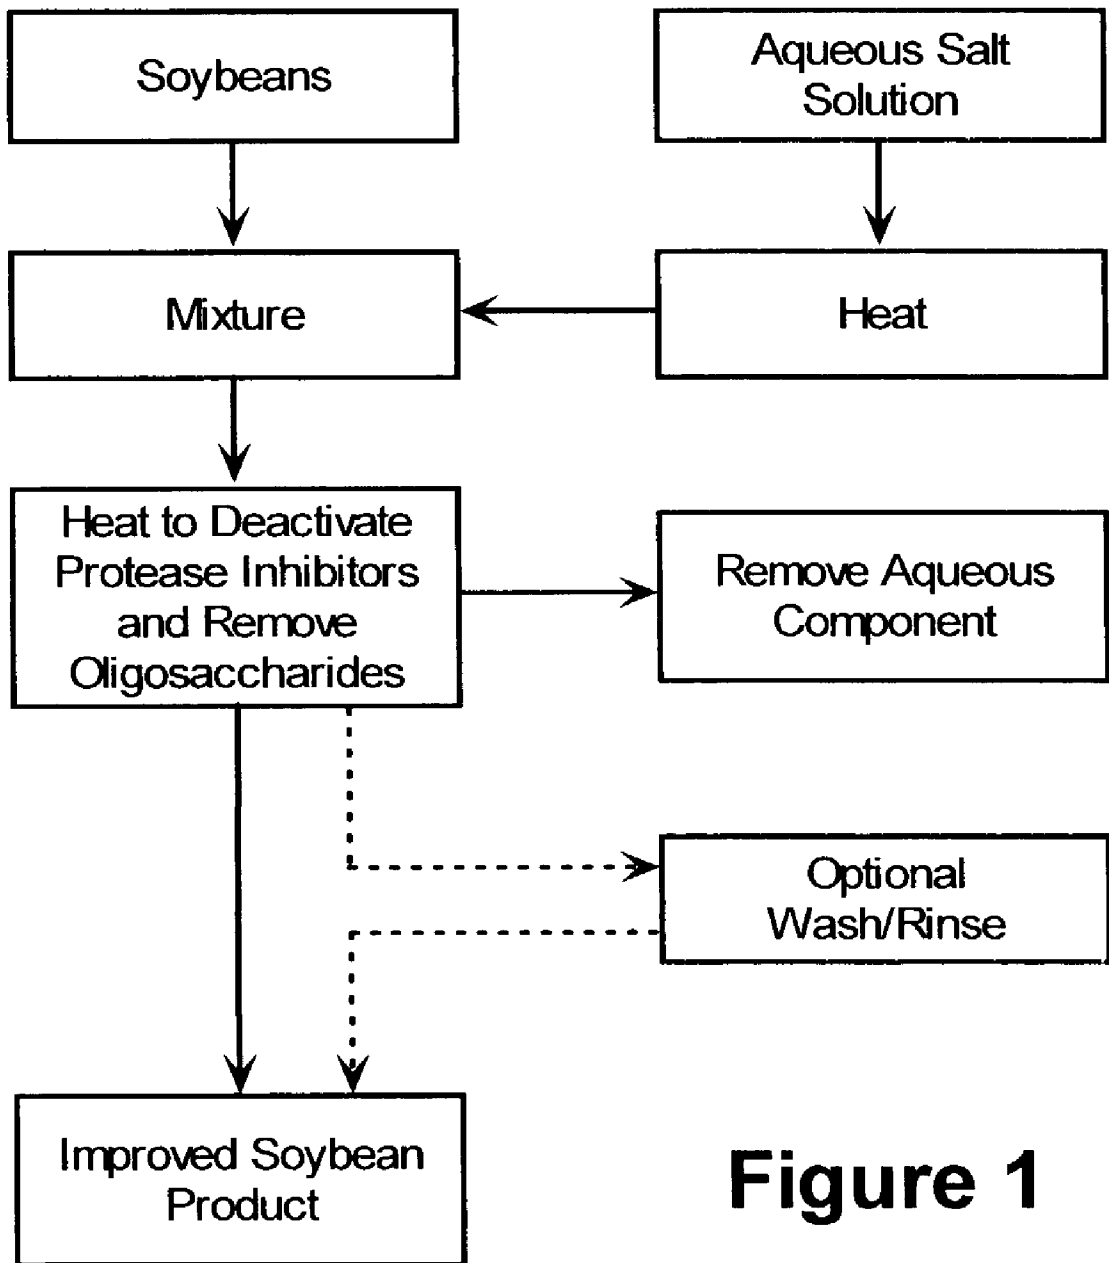 Soybeans
Aqueous Salt
Solution
Mixture
Heat
Heat to Deactivate
Protease Inhibitors
and Remove
Oligosaccharides
Remove Aqueous
Component
Optional
Wash/Rinse
Improved Soybean
Product
Figure 1